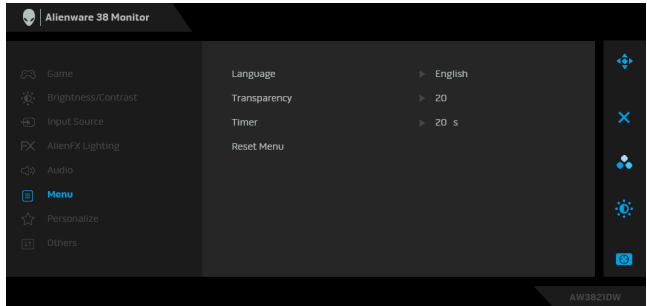 Alienware 38 Monitor
Game
Brightness/Contrast
Input Source
AlienFX Lighting
Audio
Menu
Personalize
Others
Language English
Transparency 20
Timer 20 s
Reset Menu
AW3821DW